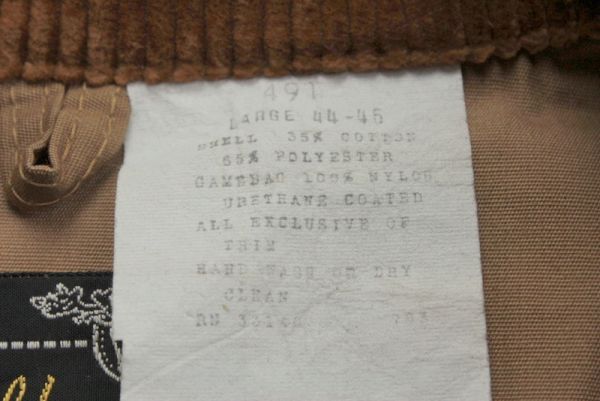 491
LARGE 44-46
SHELL 35% COTTON
65% POLYESTER
GAMEBAG 100% NYLON
URETHANE COATED
ALL EXCLUSIVE OF
TRIM
HAND WASH OR DRY
CLEAN
RN